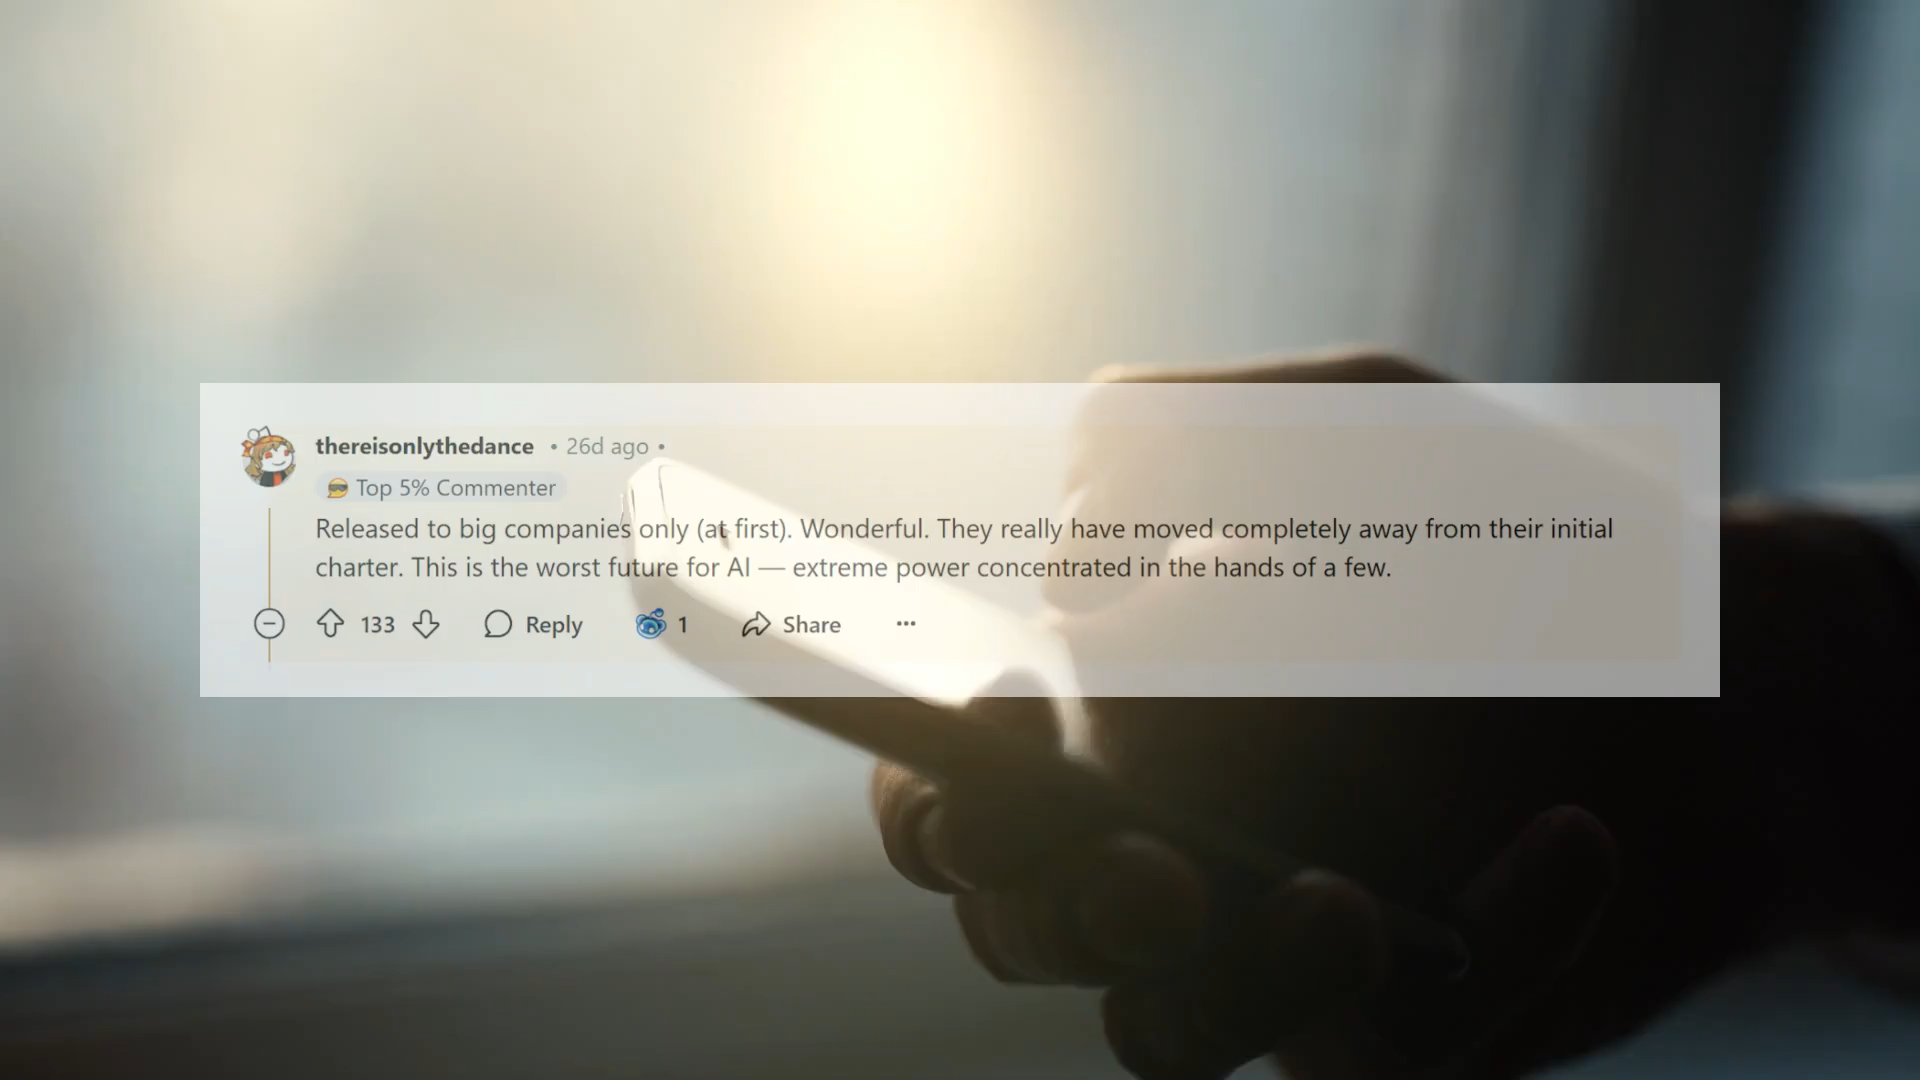 thereisonlythedance • 26d ago •
Top 5% Commenter
Released to big companies only (at first). Wonderful. They really have moved completely away from their initial
charter. This is the worst future for AI — extreme power concentrated in the hands of a few.
133 Reply 1 Share ···